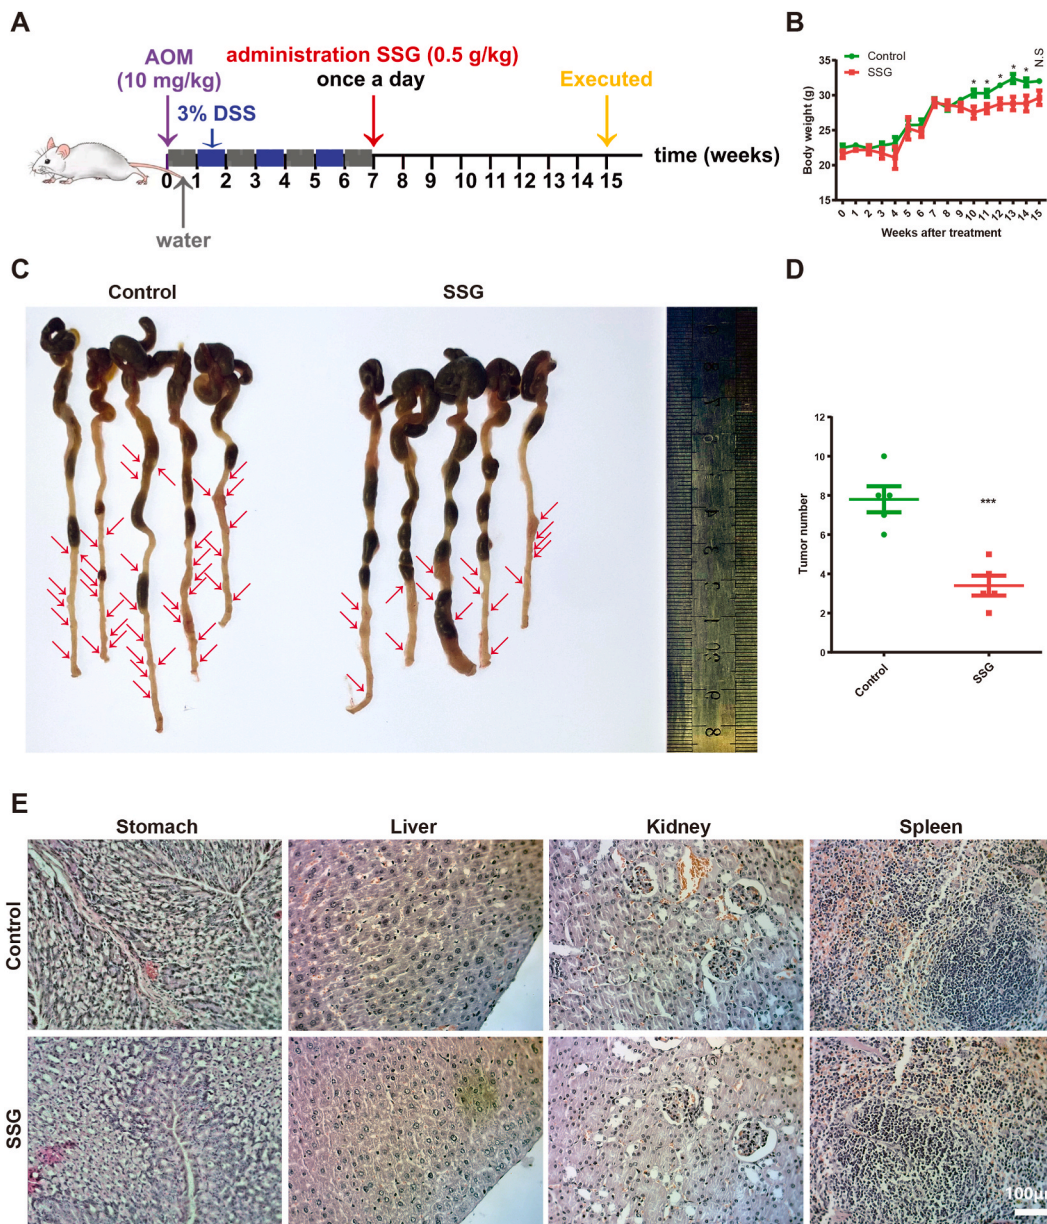 A
AOM
(10 mg/kg)
administration SSG (0.5 g/kg)
once a day
Executed
3% DSS
0 1 2 3 4 5 6 7 8 9 10 11 12 13 14 15
time (weeks)
water
B
Control
SSG
* * * * * N.S
Body weight (g)
35
30
25
20
15
0 1 2 3 4 5 6 7 8 9 10 11 12 13 14 15
Weeks after treatment
C
Control
SSG
D
Tumor number
12
10
8
6
4
2
0
***
Control
SSG
E
Stomach
Liver
Kidney
Spleen
Control
SSG